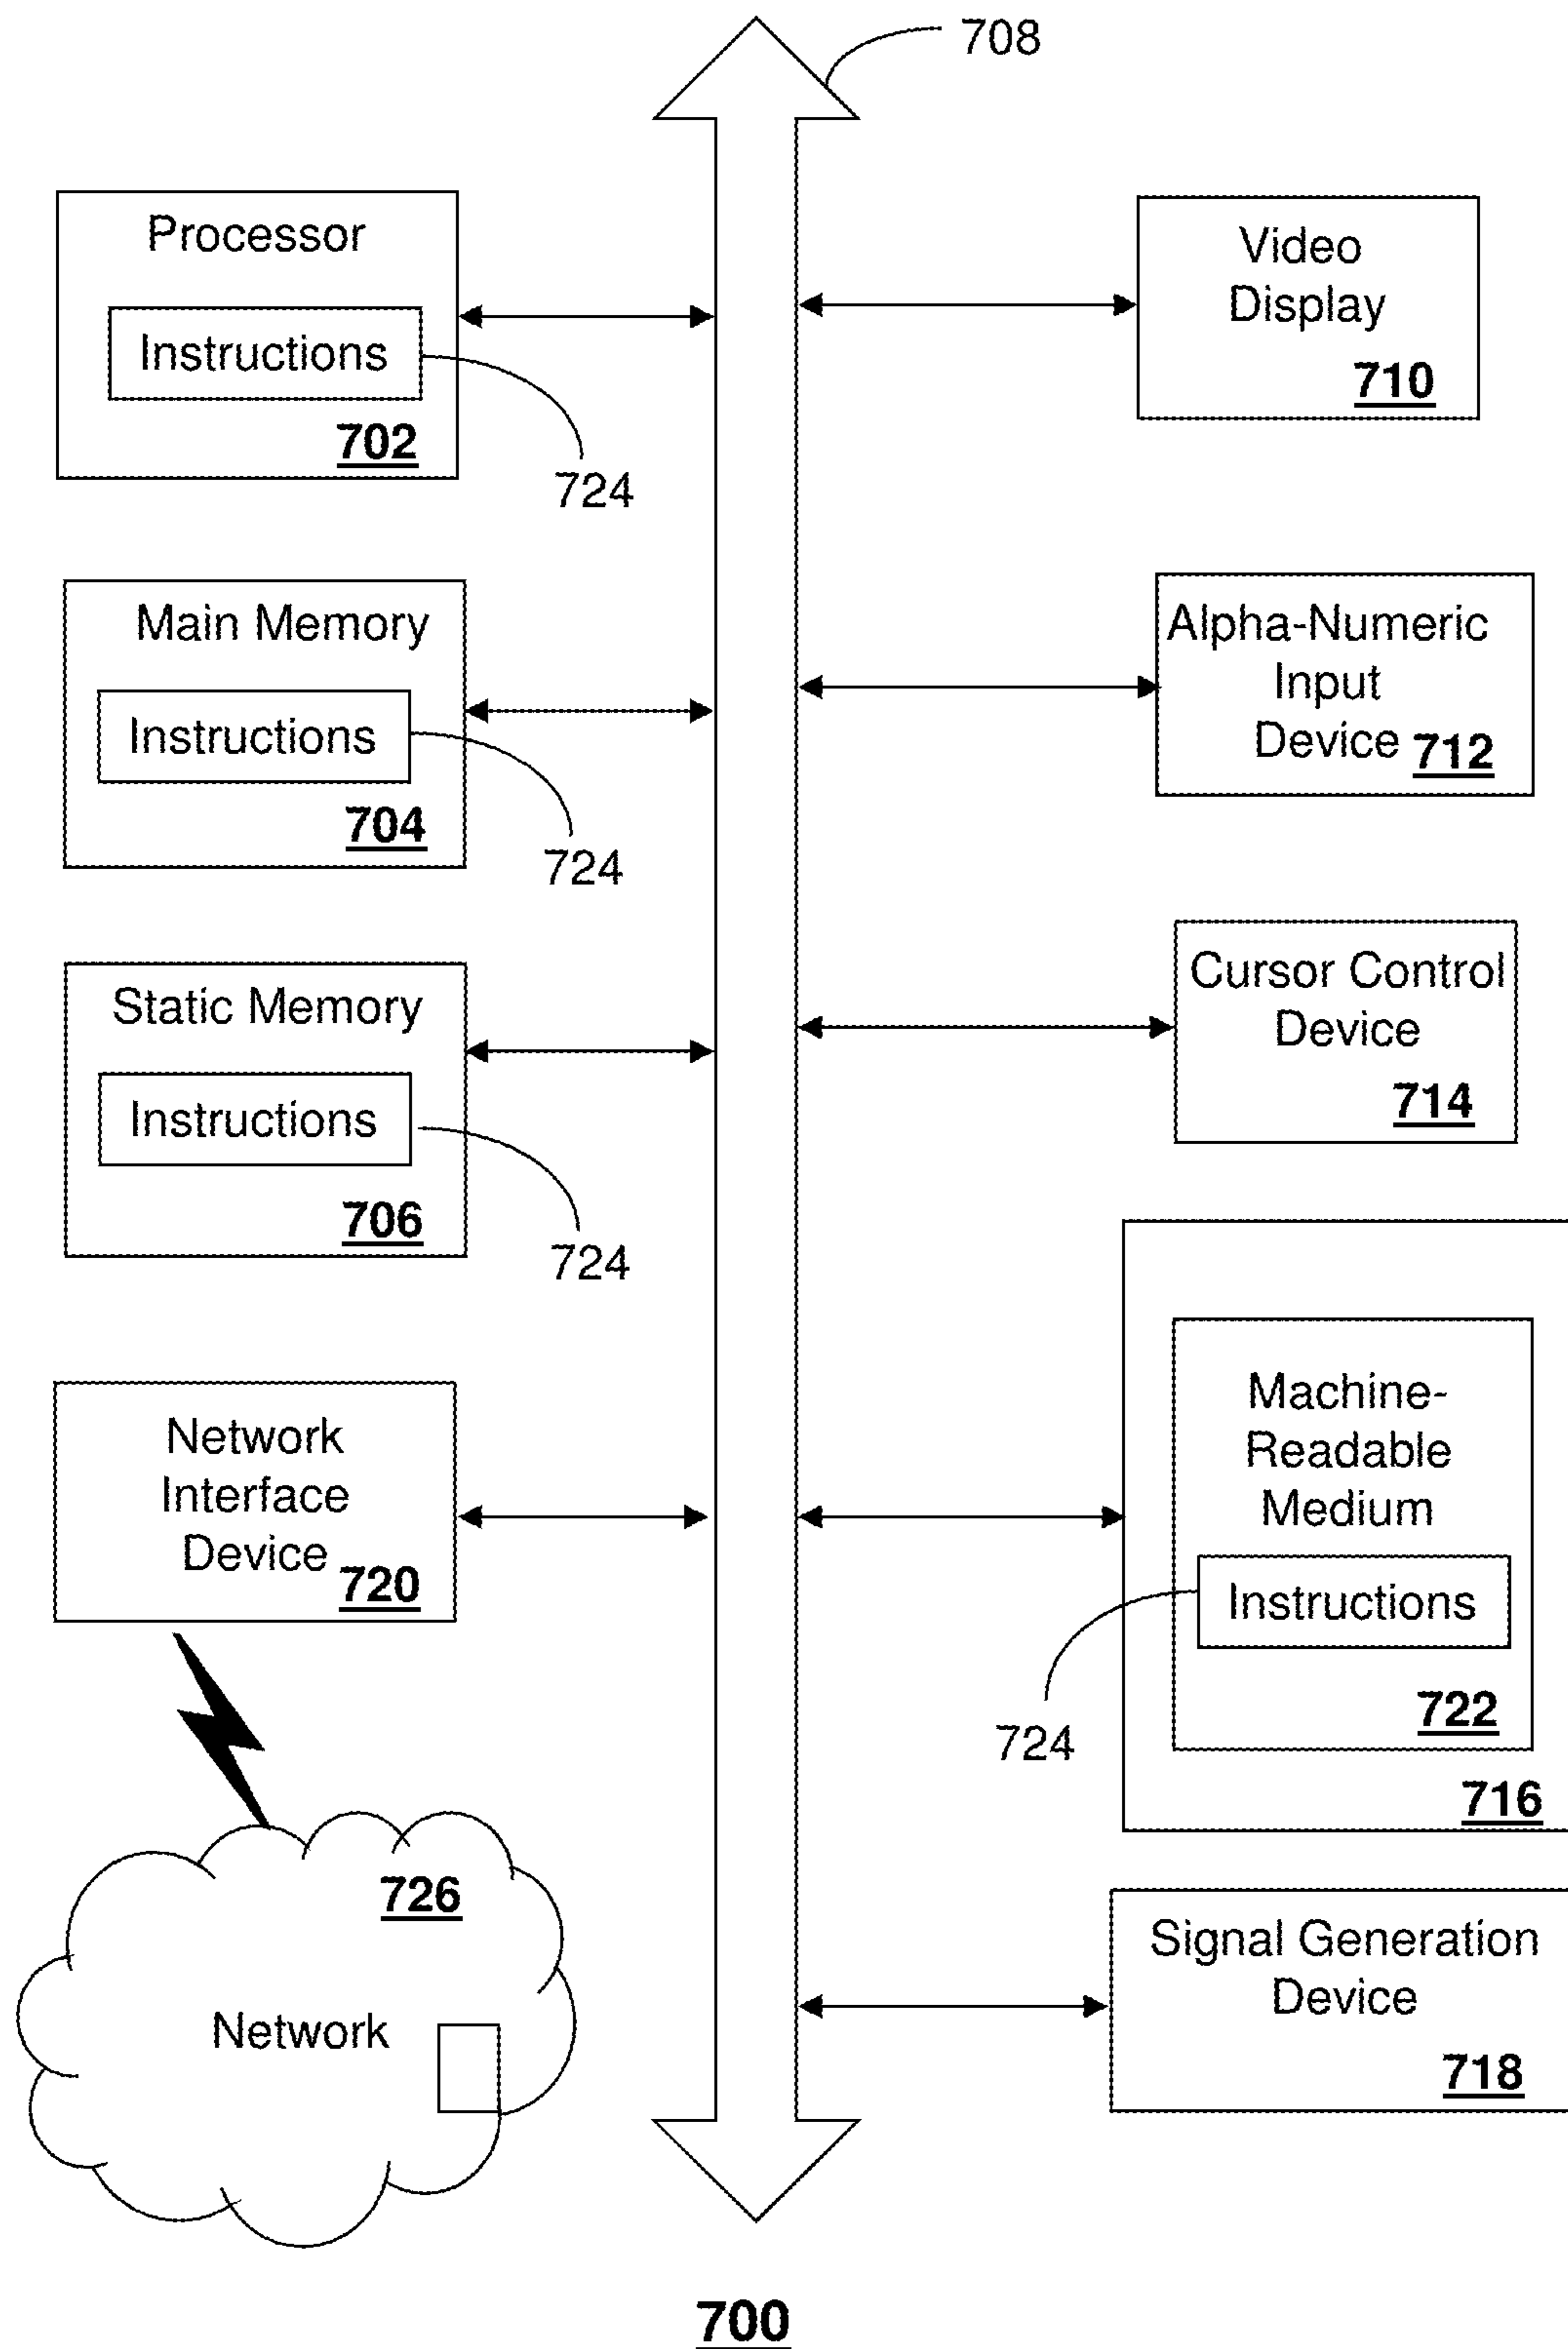 708
Processor
Instructions
702
724
Main Memory
Instructions
704
724
Static Memory
Instructions
706
724
Network
Interface
Device
720
726
Network
Video
Display
710
Alpha-Numeric
Input
Device
712
Cursor Control
Device
714
Machine-
Readable
Medium
Instructions
722
724
716
Signal Generation
Device
718
700